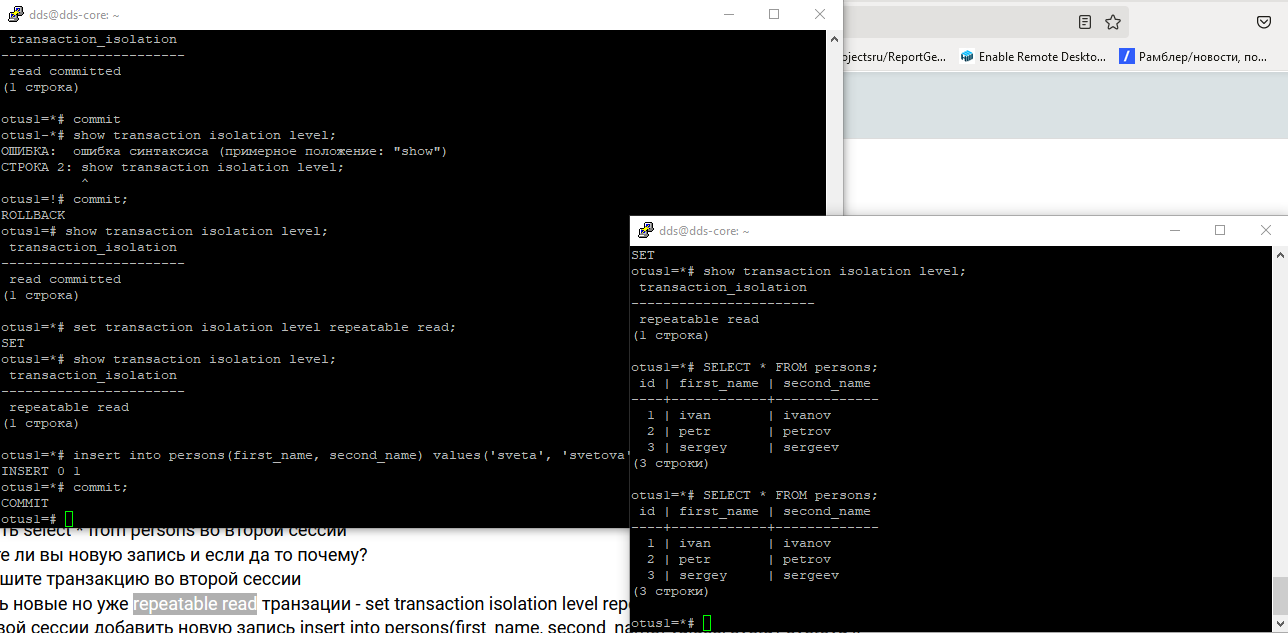 dds@dds-core: ~
transaction_isolation
-----------------------
read committed
(1 строка)
otus1=*# commit
otus1-*# show transaction isolation level;
ОШИБКА:  ошибка синтаксиса (примерное положение: "show")
СТРОКА 2: show transaction isolation level;
^
otus1=!# commit;
ROLLBACK
otus1=# show transaction isolation level;
transaction_isolation
-----------------------
read committed
(1 строка)
otus1=*# set transaction isolation level repeatable read;
SET
otus1=*# show transaction isolation level;
transaction_isolation
-----------------------
repeatable read
(1 строка)
otus1=*# insert into persons(first_name, second_name) values('sveta', 'svetova'
INSERT 0 1
otus1=*# commit;
COMMIT
otus1=#
ojectsru/ReportGe... Enable Remote Deskto... Рамблер/новости, по...
dds@dds-core: ~
SET
otus1=*# show transaction isolation level;
transaction_isolation
-----------------------
repeatable read
(1 строка)
otus1=*# SELECT * FROM persons;
id | first_name | second_name
----+------------+-------------
1 | ivan       | ivanov
2 | petr       | petrov
3 | sergey     | sergeev
(3 строки)
otus1=*# SELECT * FROM persons;
id | first_name | second_name
----+------------+-------------
1 | ivan       | ivanov
2 | petr       | petrov
3 | sergey     | sergeev
(3 строки)
otus1=*#
ть select * from persons во второй сессии
те ли вы новую запись и если да то почему?
шите транзакцию во второй сессии
ь новые но уже repeatable read транзации - set transaction isolation level repe
вой сессии добавить новую запись insert into persons(first_name, second_na